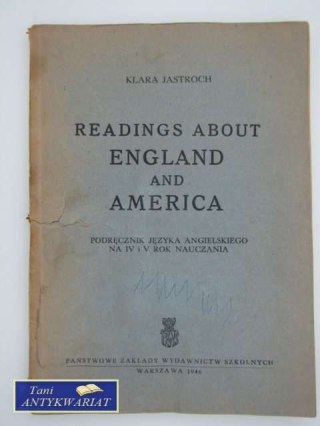 KLARA JASTROCH
READINGS ABOUT
ENGLAND
AND
AMERICA
PODRĘCZNIK JĘZYKA ANGIELSKIEGO
NA IV i V ROK NAUCZANIA
PAŃSTWOWE ZAKŁADY WYDAWNICTW SZKOLNYCH
WARSZAWA 1946
Tani
ANTYKWARIAT